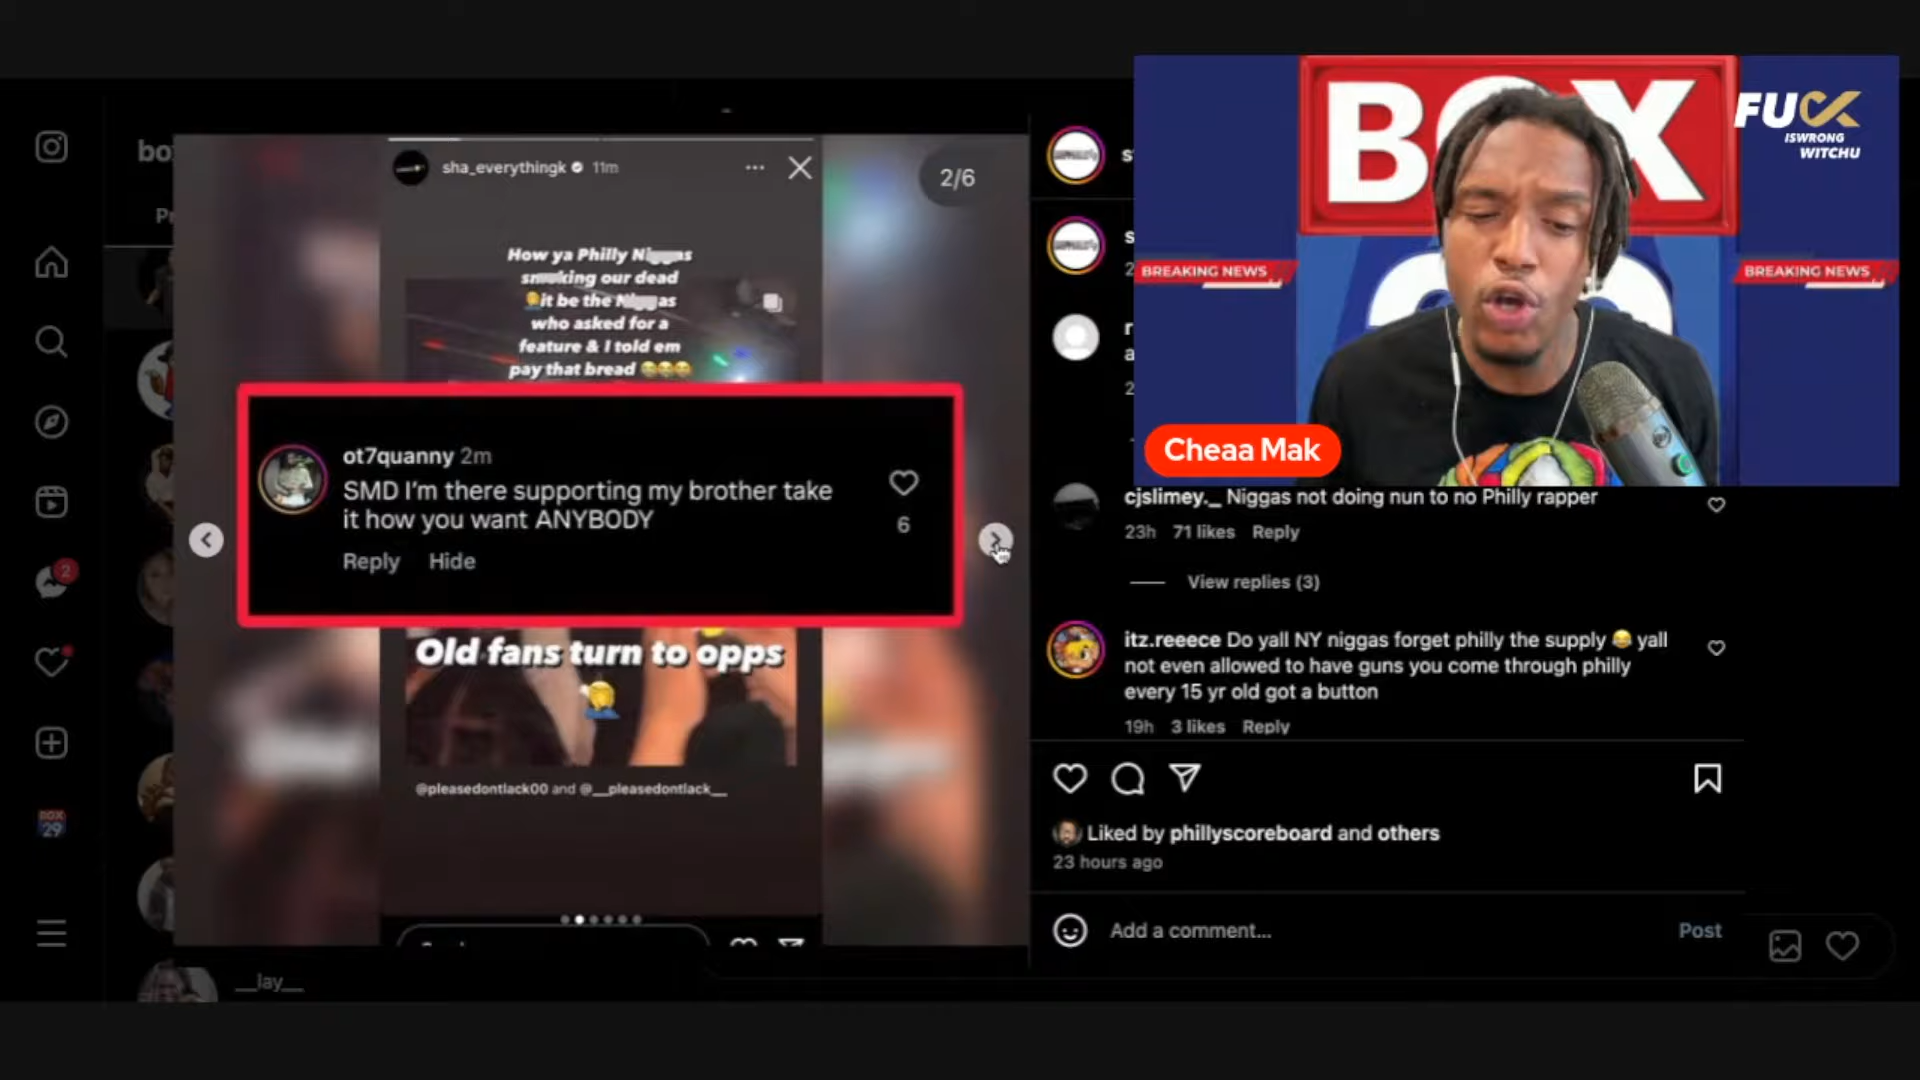 sha_everythingk 11m
2/6
How ya Philly Niggas
smoking our dead
it be the Niggas
who asked for a
feature & I told em
pay that bread 😂😂😂
ot7quanny 2m
SMD I'm there supporting my brother take
it how you want ANYBODY
6
Reply Hide
Old fans turn to opps
@pleasedontlack00 and @__pleasedontlack__
__lay__
2
BOX
29
BOX
FUCK
ISWRONG
WITCHU
BREAKING NEWS
BREAKING NEWS
Cheaa Mak
cjslimey._ Niggas not doing nun to no Philly rapper
23h 71 likes Reply
View replies (3)
itz.reeece Do yall NY niggas forget philly the supply 😂 yall
not even allowed to have guns you come through philly
every 15 yr old got a button
19h 3 likes Reply
Liked by phillyscoreboard and others
23 hours ago
Add a comment...
Post